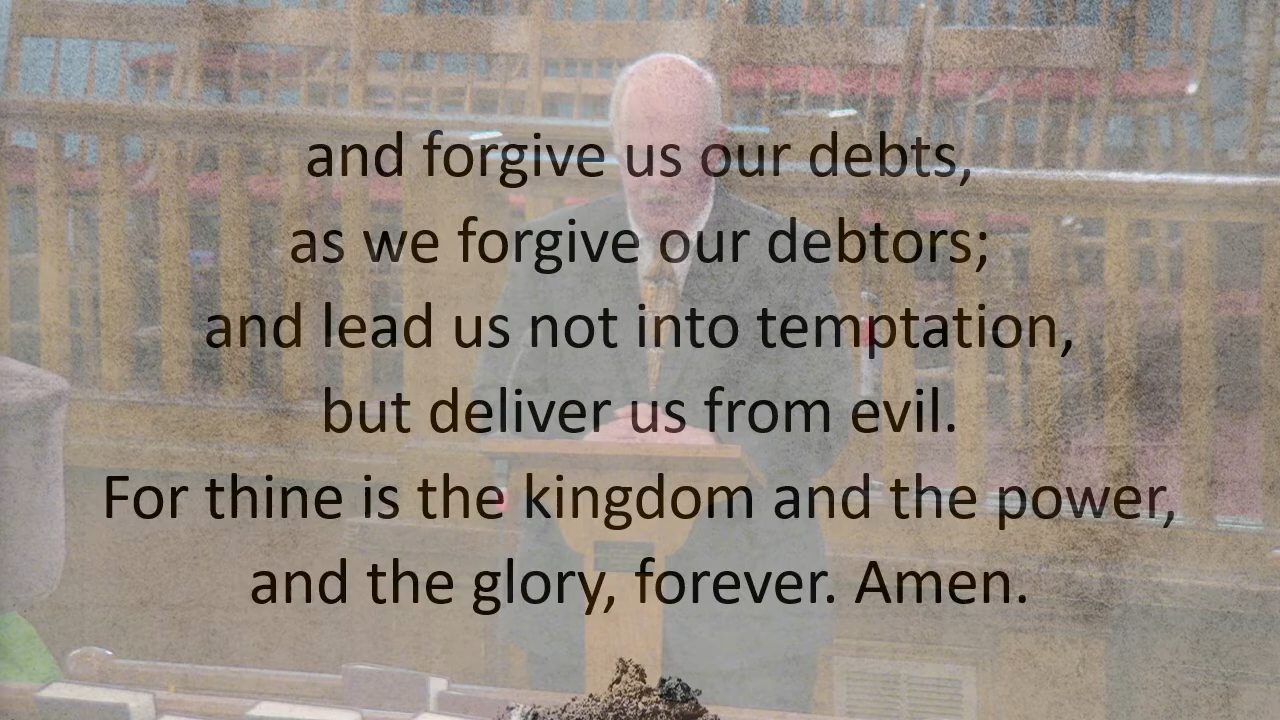 and forgive us our debts,
as we forgive our debtors;
and lead us not into temptation,
but deliver us from evil.
For thine is the kingdom and the power,
and the glory, forever. Amen.